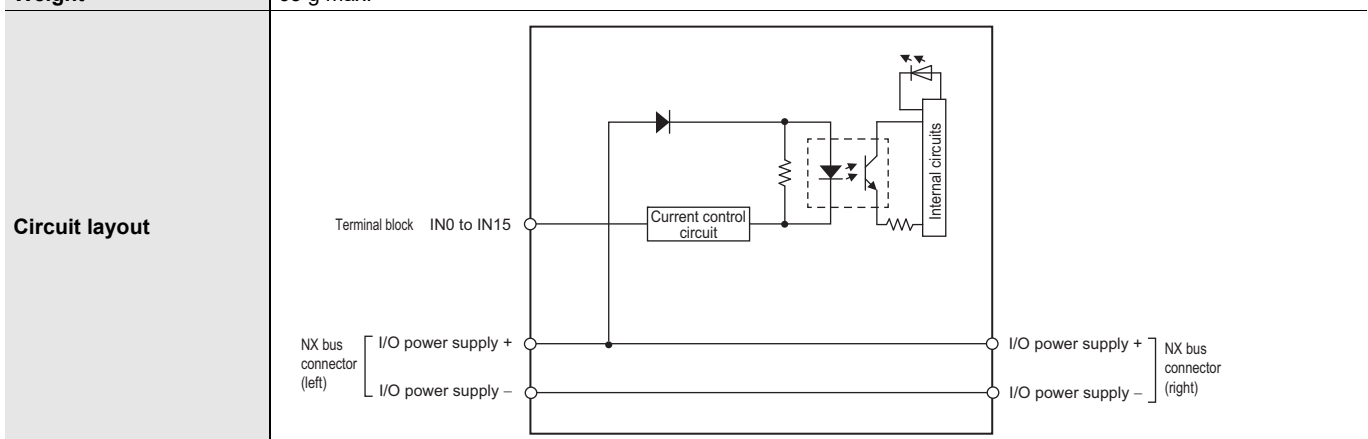 Circuit layout
Terminal block IN0 to IN15
Current control
circuit
Internal circuits
NX bus
connector
(left)
I/O power supply +
I/O power supply –
I/O power supply +
I/O power supply –
NX bus
connector
(right)